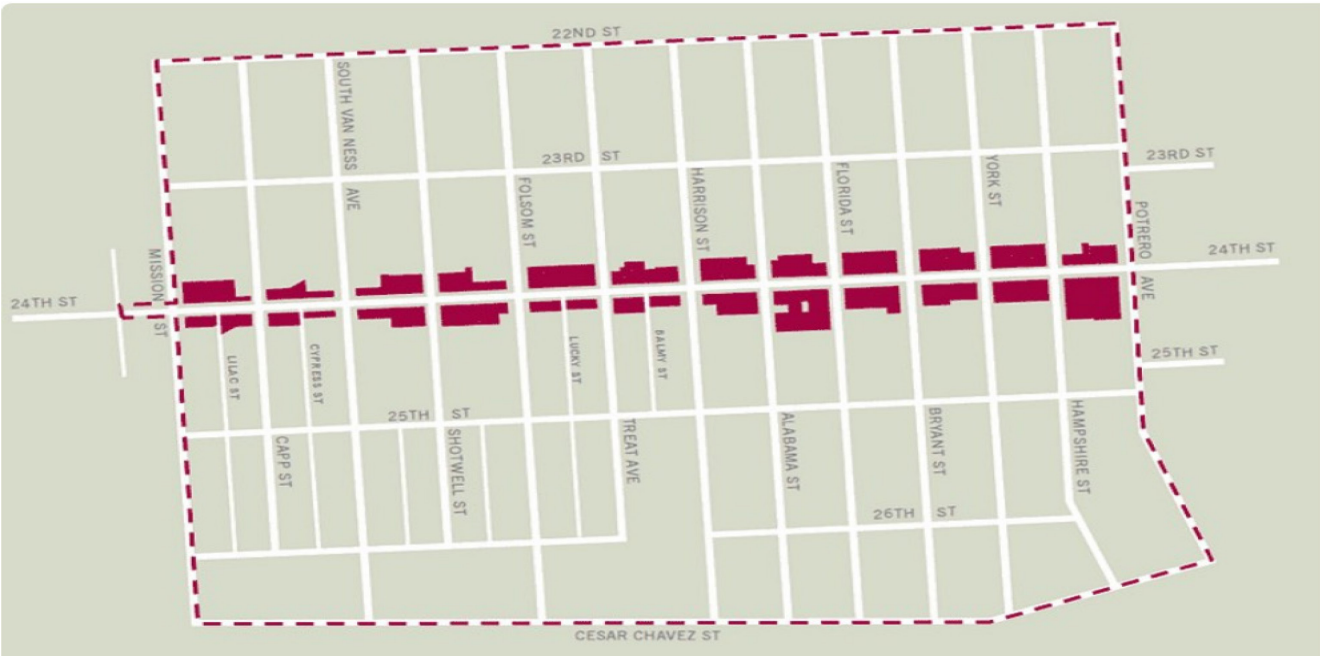 22ND ST
SOUTH VAN NESS AVE
23RD ST
23RD ST
FOLSOM ST
HARRISON ST
FLORIDA ST
YORK ST
POTRERO AVE
MISSION ST
24TH ST
24TH ST
LILAC ST
CYPRESS ST
LUCKY ST
BALMY ST
25TH ST
25TH ST
CAPP ST
SHOTWELL ST
TREAT AVE
ALABAMA ST
BRYANT ST
HAMPSHIRE ST
26TH ST
CESAR CHAVEZ ST